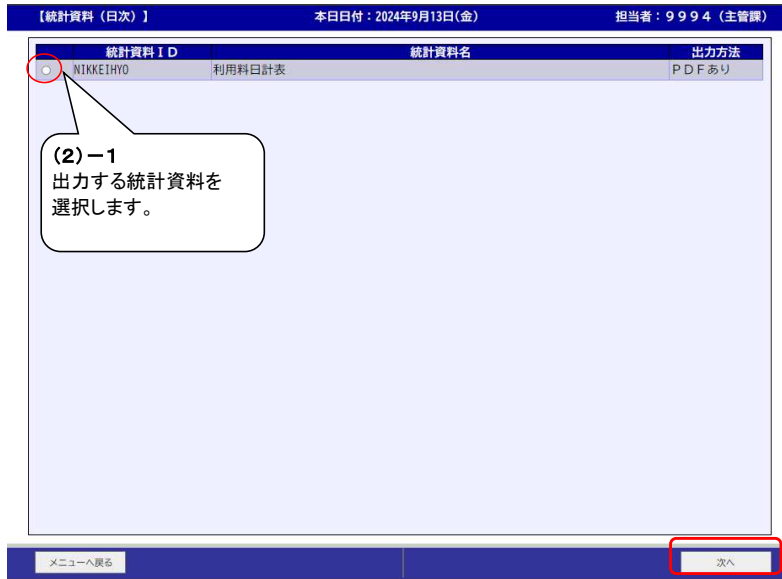 【統計資料（日次）】 本日日付：2024年9月13日(金) 担当者：９９９４（主管課）
統計資料ＩＤ 統計資料名 出力方法
NIKKEIHYO 利用料日計表 ＰＤＦあり
（２）－１
出力する統計資料を
選択します。
メニューへ戻る 次へ